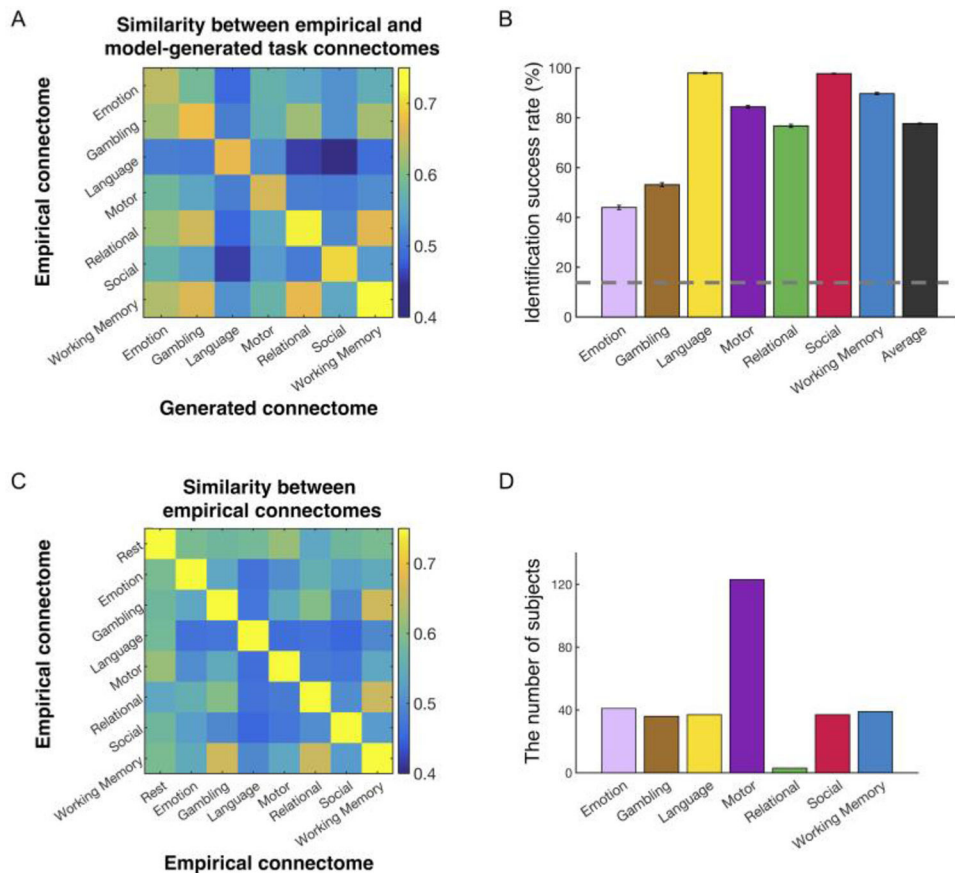 A
Similarity between empirical and
model-generated task connectomes
Empirical connectome
Emotion
Gambling
Language
Motor
Relational
Social
Working Memory
Emotion
Gambling
Language
Motor
Relational
Social
Working Memory
Generated connectome
0.7
0.6
0.5
0.4
B
Identification success rate (%)
100
80
60
40
20
0
Emotion
Gambling
Language
Motor
Relational
Social
Working Memory
Average
C
Similarity between
empirical connectomes
Empirical connectome
Rest
Emotion
Gambling
Language
Motor
Relational
Social
Working Memory
Rest
Emotion
Gambling
Language
Motor
Relational
Social
Working Memory
Empirical connectome
0.7
0.6
0.5
0.4
D
The number of subjects
120
80
40
0
Emotion
Gambling
Language
Motor
Relational
Social
Working Memory